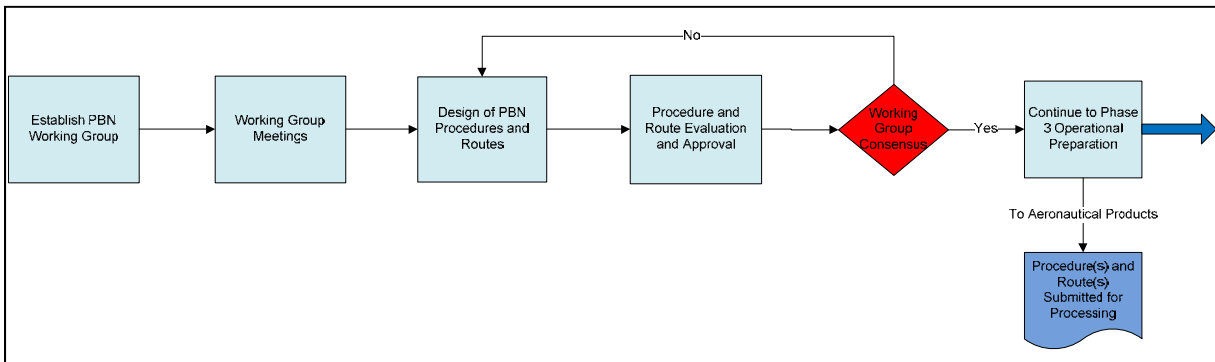 No
Establish PBN
Working Group
Working Group
Meetings
Design of PBN
Procedures and
Routes
Procedure and
Route Evaluation
and Approval
Working
Group
Consensus
Yes
Continue to Phase
3 Operational
Preparation
To Aeronautical Products
Procedure(s) and
Route(s)
Submitted for
Processing